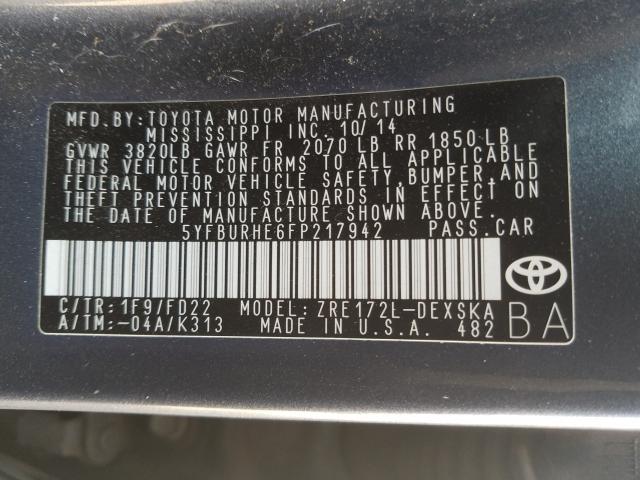 MFD.BY:TOYOTA MOTOR MANUFACTURING
MISSISSIPPI INC.10/14
GVWR 3820LB GAWR FR 2070 LB RR 1850 LB
THIS VEHICLE CONFORMS TO ALL APPLICABLE
FEDERAL MOTOR VEHICLE SAFETY, BUMPER, AND
THEFT PREVENTION STANDARDS IN EFFECT ON
THE DATE OF MANUFACTURE SHOWN ABOVE.
5YFBURHE6FP217942 PASS.CAR
C/TR:1F9/FD22 MODEL:ZRE172L-DEXSKA
A/TM:-04A/K313 MADE IN U.S.A. 482
BA